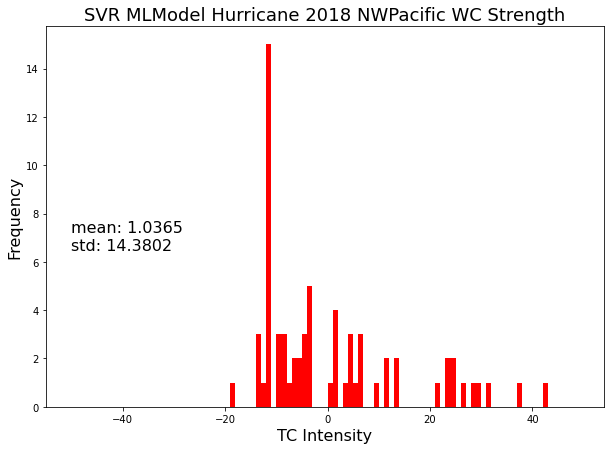 SVR MLModel Hurricane 2018 NWPacific WC Strength
14
12
10
8
6
4
2
0
Frequency
mean: 1.0365
std: 14.3802
−40
−20
0
20
40
TC Intensity